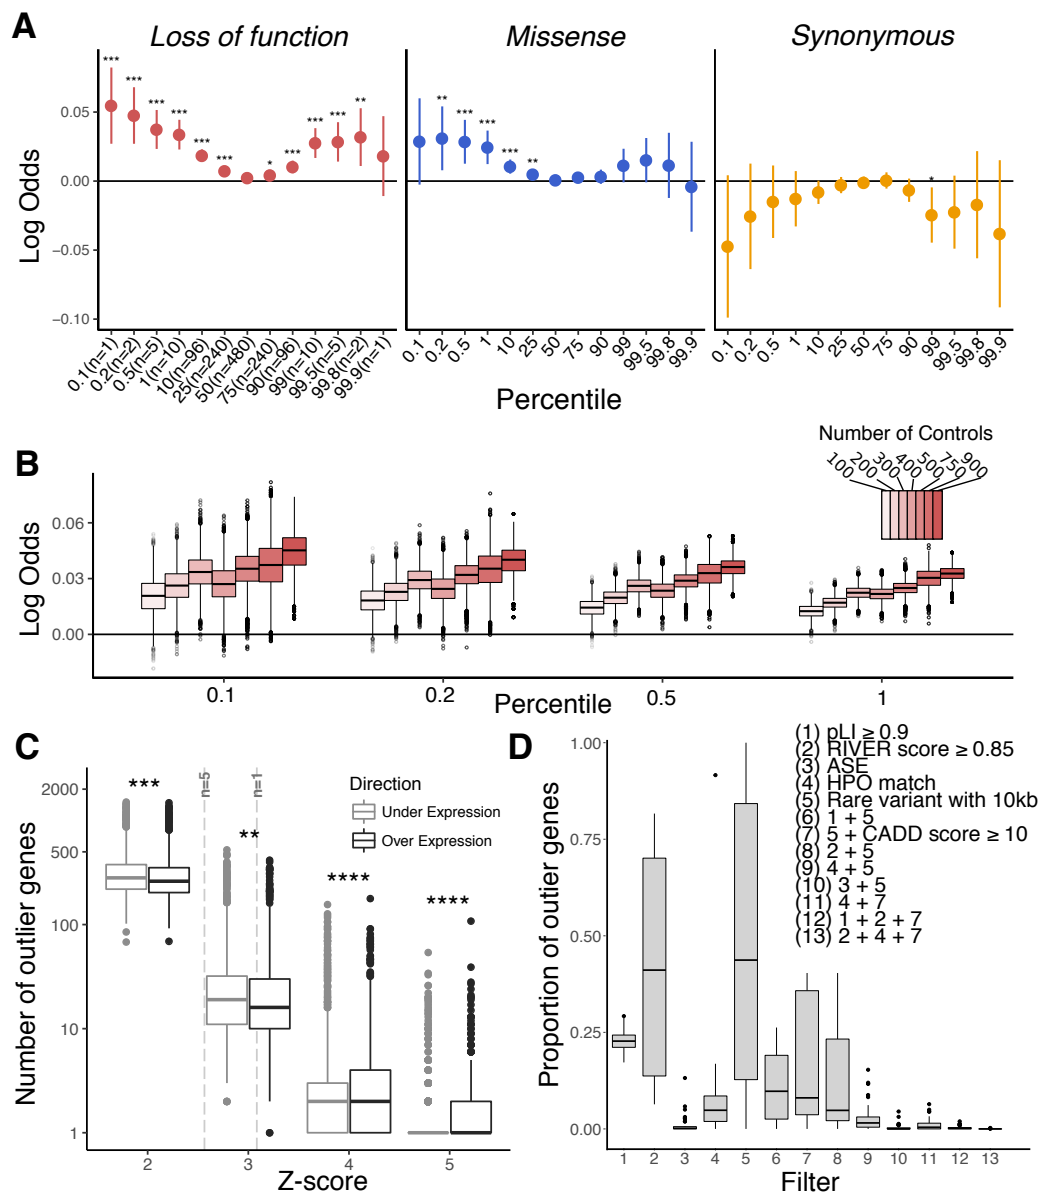 A
Loss of function
Missense
Synonymous
Log Odds
0.05
0.00
−0.05
−0.10
*** *** *** *** *** *** * *** *** *** **
** *** *** *** **
*
0.1(n=1) 0.2(n=2) 0.5(n=5) 1(n=10) 10(n=96) 25(n=240) 50(n=480) 75(n=240) 90(n=96) 99(n=10) 99.5(n=5) 99.8(n=2) 99.9(n=1)
0.1 0.2 0.5 1 10 25 50 75 90 99 99.5 99.8 99.9
0.1 0.2 0.5 1 10 25 50 75 90 99 99.5 99.8 99.9
Percentile
B
Number of Controls
100 200 300 400 500 750 900
Log Odds
0.06
0.03
0.00
0.1 0.2 0.5 1
Percentile
C
Number of outlier genes
2000
500
100
10
1
*** ** **** ****
n=5
n=1
Direction
Under Expression
Over Expression
2 3 4 5
Z-score
D
Proportion of outier genes
1.00
0.75
0.50
0.25
0.00
(1) pLI ≥ 0.9
(2) RIVER score ≥ 0.85
(3) ASE
(4) HPO match
(5) Rare variant with 10kb
(6) 1 + 5
(7) 5 + CADD score ≥ 10
(8) 2 + 5
(9) 4 + 5
(10) 3 + 5
(11) 4 + 7
(12) 1 + 2 + 7
(13) 2 + 4 + 7
1 2 3 4 5 6 7 8 9 10 11 12 13
Filter